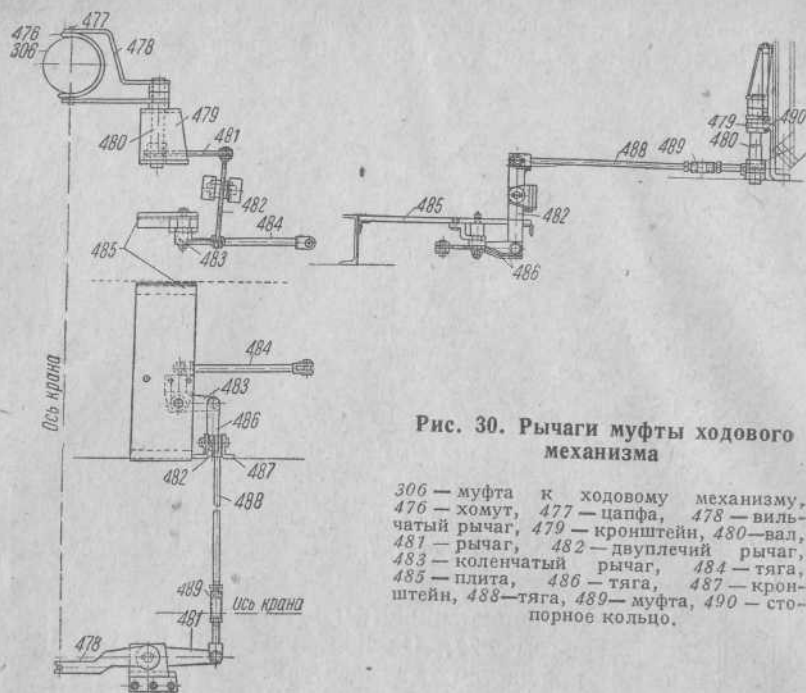 476
477
306
478
479
480
481
482
484
485
483
Ось крана
484
483
486
482
487
488
489
Ось крана
478
481
488
489
479
480
490
485
482
486
Рис. 30. Рычаги муфты ходового
механизма
306 — муфта к ходовому механизму,
476 — хомут, 477 — цапфа, 478 — виль-
чатый рычаг, 479 — кронштейн, 480—вал,
481 — рычаг, 482 — двуплечий рычаг,
483 — коленчатый рычаг, 484 — тяга,
485 — плита, 486 — тяга, 487 — крон-
штейн, 488—тяга, 489— муфта, 490 — сто-
порное кольцо.